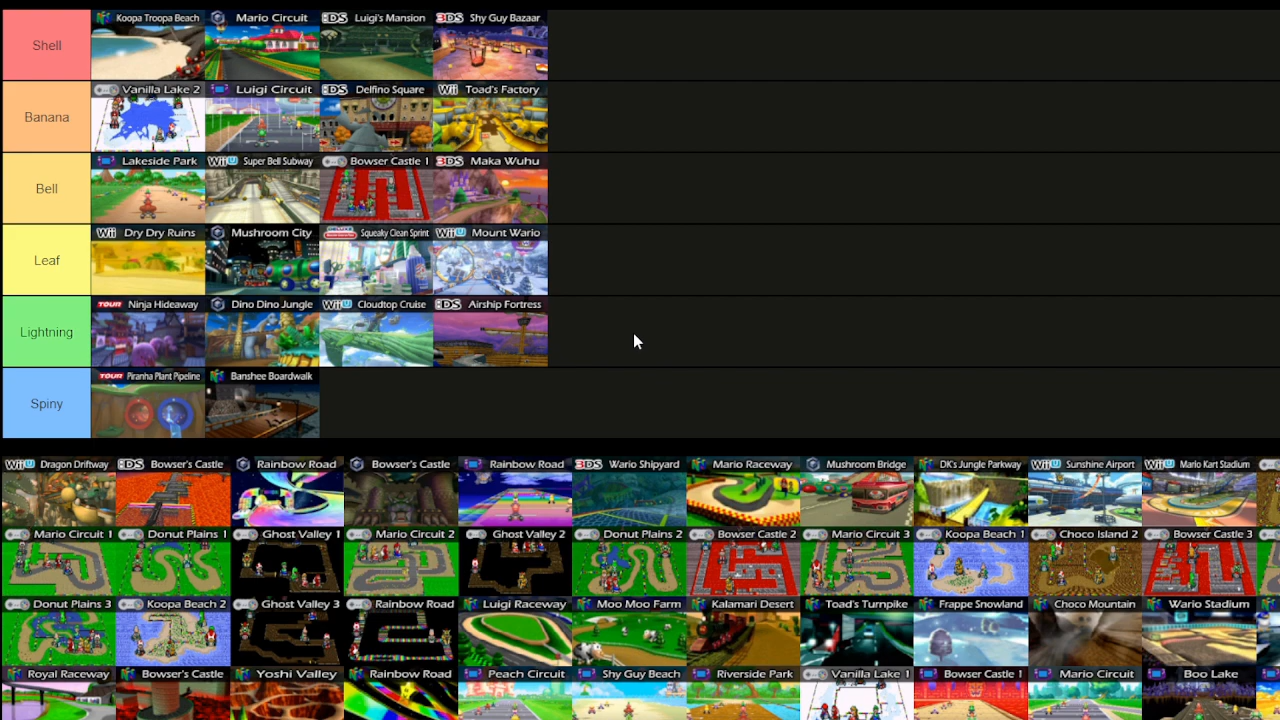 Shell
Koopa Troopa Beach
Mario Circuit
DS Luigi's Mansion
3DS Shy Guy Bazaar
Banana
Vanilla Lake 2
Luigi Circuit
DS Delfino Square
Wii Toad's Factory
Bell
Lakeside Park
Wii U Super Bell Subway
Bowser Castle 1
3DS Maka Wuhu
Leaf
Wii Dry Dry Ruins
Mushroom City
Squeaky Clean Sprint
Wii U Mount Wario
Lightning
TOUR Ninja Hideaway
Dino Dino Jungle
Wii U Cloudtop Cruise
DS Airship Fortress
Spiny
TOUR Piranha Plant Pipeline
Banshee Boardwalk
Wii U Dragon Driftway
DS Bowser's Castle
Rainbow Road
Bowser's Castle
Rainbow Road
3DS Wario Shipyard
Mario Raceway
Mushroom Bridge
DK's Jungle Parkway
Wii U Sunshine Airport
Wii U Mario Kart Stadium
Mario Circuit 1
Donut Plains 1
Ghost Valley 1
Mario Circuit 2
Ghost Valley 2
Donut Plains 2
Bowser Castle 2
Mario Circuit 3
Koopa Beach 1
Choco Island 2
Bowser Castle 3
Donut Plains 3
Koopa Beach 2
Ghost Valley 3
Rainbow Road
Luigi Raceway
Moo Moo Farm
Kalamari Desert
Toad's Turnpike
Frappe Snowland
Choco Mountain
Wario Stadium
Royal Raceway
Bowser's Castle
Yoshi Valley
Rainbow Road
Peach Circuit
Shy Guy Beach
Riverside Park
Vanilla Lake 1
Bowser Castle 1
Mario Circuit
Boo Lake